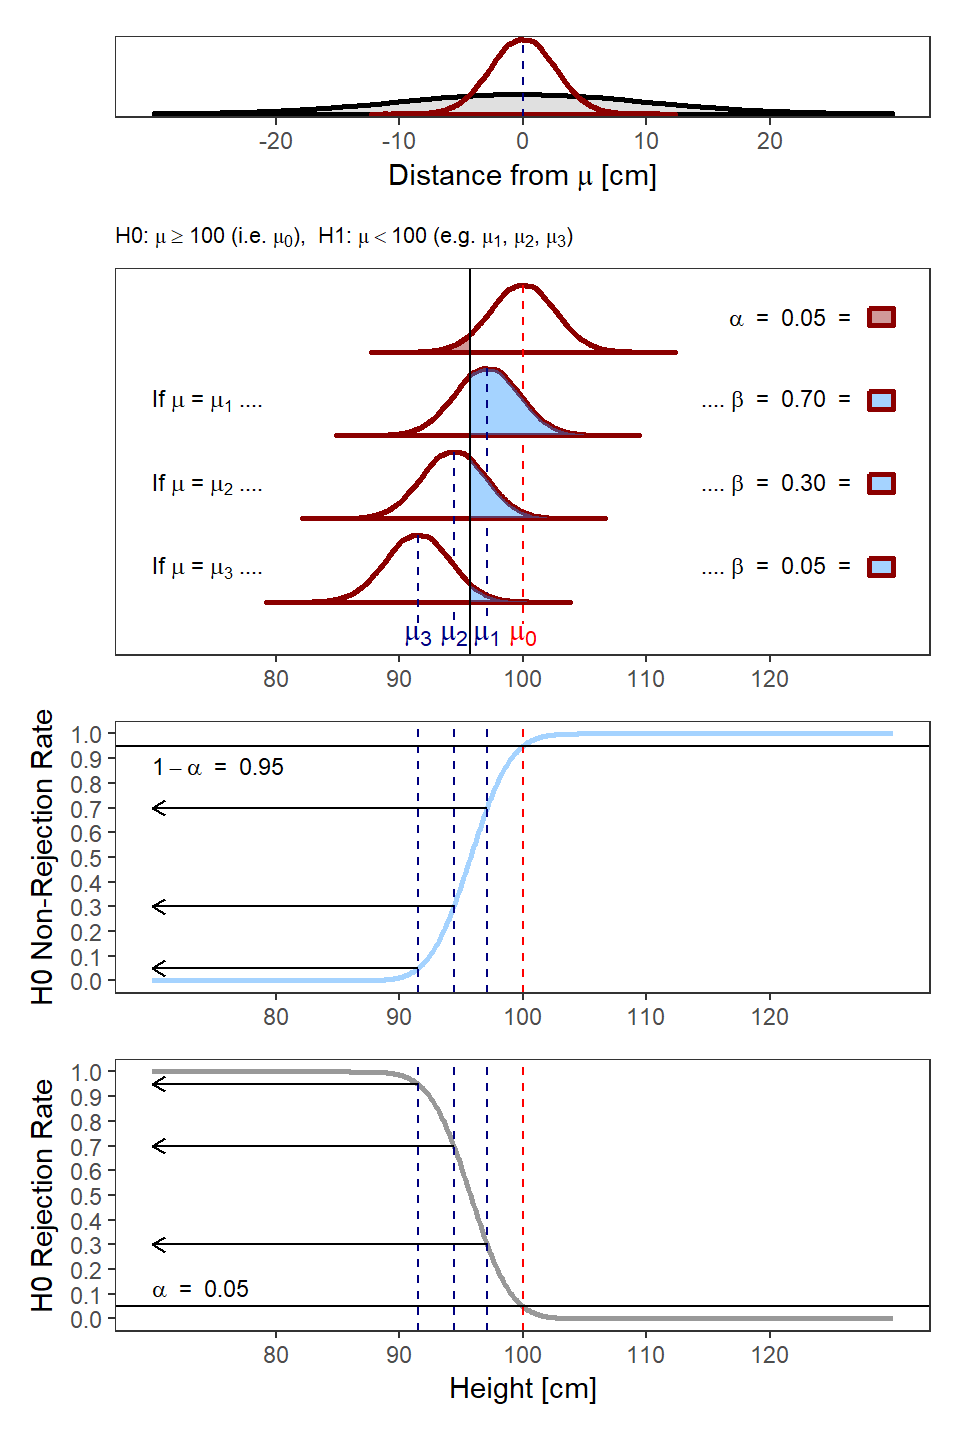 -20 -10 0 10 20
Distance from μ [cm]
H0: μ ≥ 100 (i.e. μ₀),  H1: μ < 100 (e.g. μ₁, μ₂, μ₃)
α = 0.05 =
If μ = μ₁ .... .... β = 0.70 =
If μ = μ₂ .... .... β = 0.30 =
If μ = μ₃ .... .... β = 0.05 =
μ₃ μ₂ μ₁ μ₀
80 90 100 110 120
H0 Non-Rejection Rate
1.0
0.9
1 − α = 0.95
0.8
0.7
0.6
0.5
0.4
0.3
0.2
0.1
0.0
80 90 100 110 120
H0 Rejection Rate
1.0
0.9
0.8
0.7
0.6
0.5
0.4
0.3
0.2
α = 0.05
0.1
0.0
80 90 100 110 120
Height [cm]